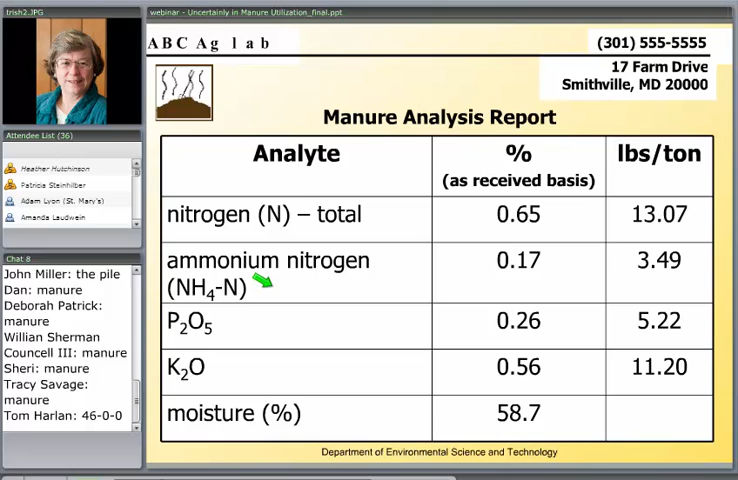 trish2.JPG
Attendee List (36)
Heather Hutchinson
Patricia Steinhilber
Adam Lyon (St. Mary's)
Amanda Laudwein
Chat 8
John Miller: the pile
Dan: manure
Deborah Patrick:
manure
Willian Sherman
Councell III: manure
Sheri: manure
Tracy Savage:
manure
Tom Harlan: 46-0-0
webinar - Uncertainly in Manure Utilization_final.ppt
ABC Ag lab
(301) 555-5555
17 Farm Drive
Smithville, MD 20000
Manure Analysis Report
Analyte % lbs/ton
(as received basis)
nitrogen (N) – total 0.65 13.07
ammonium nitrogen 0.17 3.49
(NH₄-N)
P₂O₅ 0.26 5.22
K₂O 0.56 11.20
moisture (%) 58.7
Department of Environmental Science and Technology